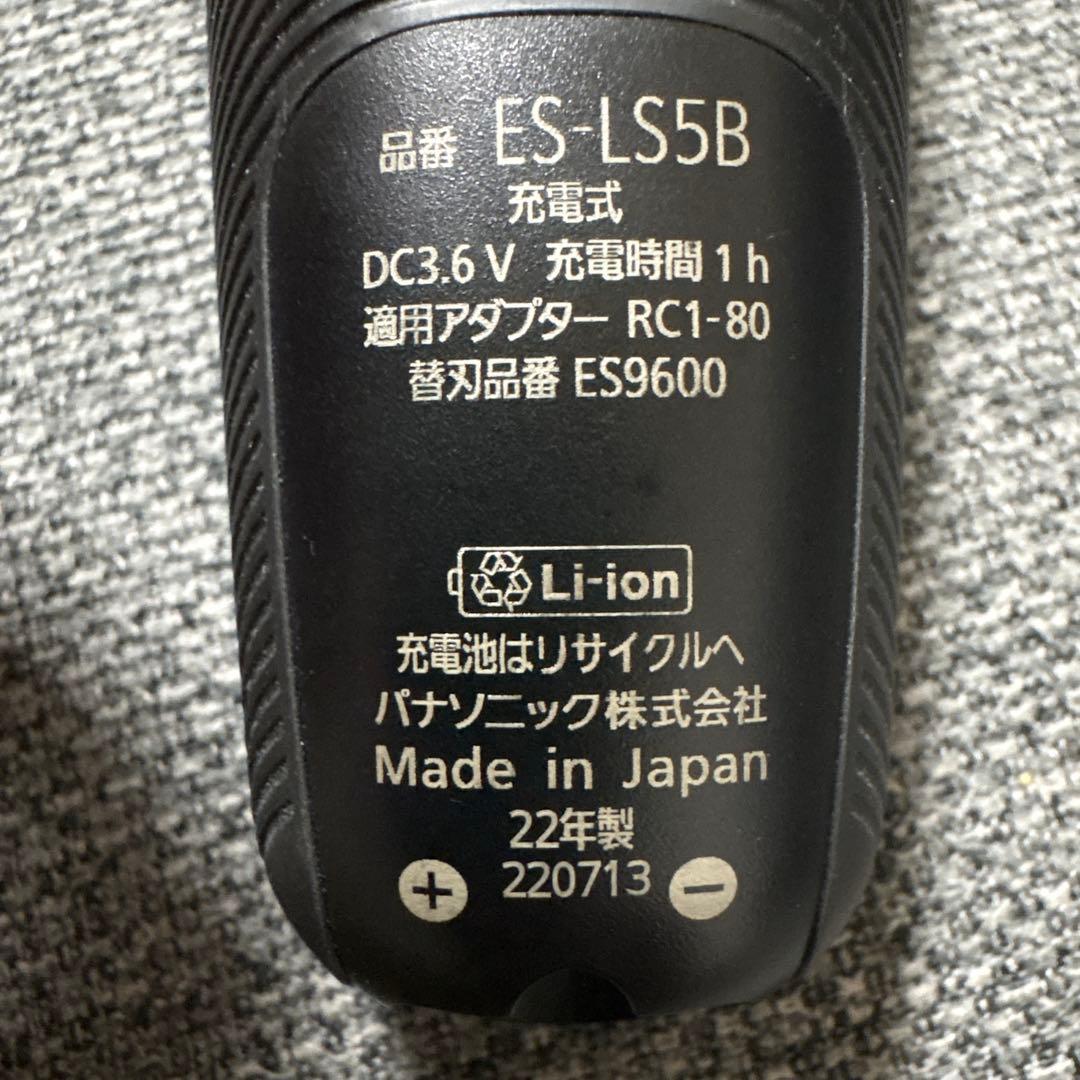 品番 ES-LS5B
充電式
DC3.6 V 充電時間 1 h
適用アダプター RC1-80
替刃品番 ES9600
Li-ion
充電池はリサイクルへ
パナソニック株式会社
Made in Japan
22年製
+ 220713 −